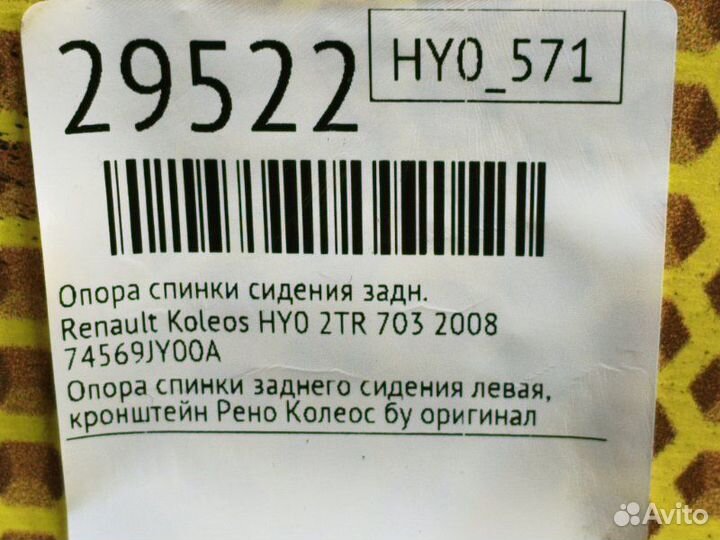 29522
HY0_571
Опора спинки сидения задн.
Renault Koleos HY0 2TR 703 2008
74569JY00A
Опора спинки заднего сидения левая,
кронштейн Рено Колеос бу оригинал
Avito